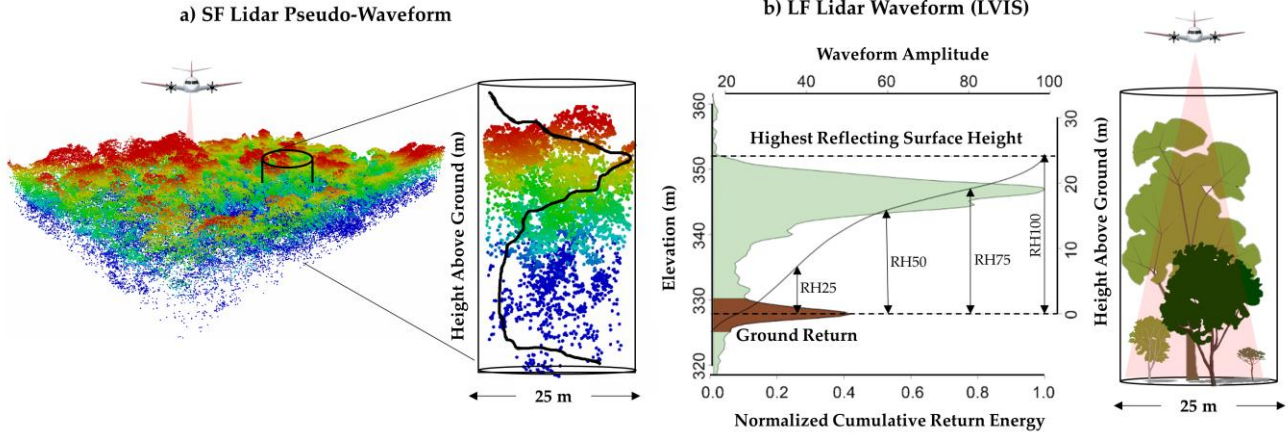 a) SF Lidar Pseudo-Waveform
Height Above Ground (m)
25 m
b) LF Lidar Waveform (LVIS)
Waveform Amplitude
20 40 60 80 100
Elevation (m)
360
350
340
330
320
Highest Reflecting Surface Height
RH25
RH50
RH75
RH100
Ground Return
30
20
10
0
Height Above Ground (m)
0.0 0.2 0.4 0.6 0.8 1.0
Normalized Cumulative Return Energy
25 m